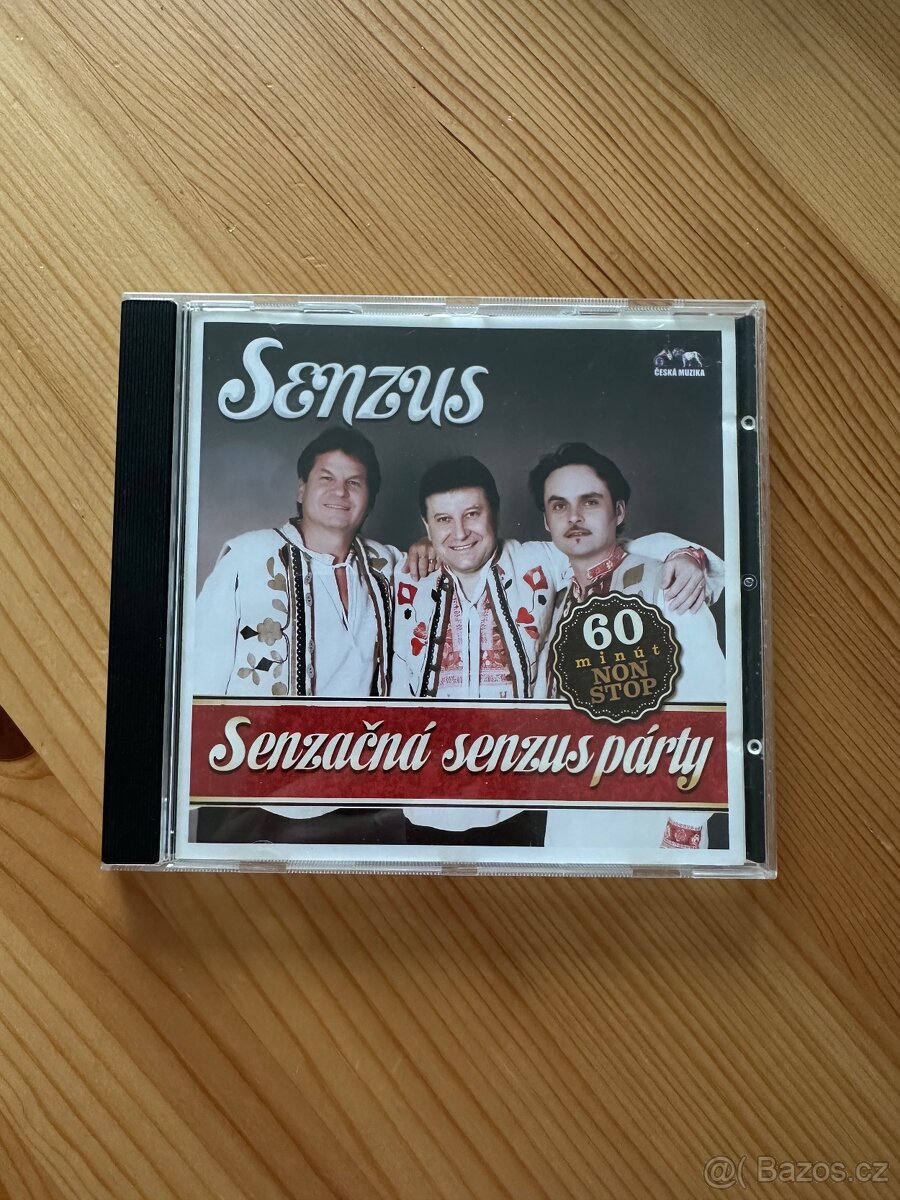 Senzus
ČESKÁ MUZIKA
60
minút
NON
STOP
Senzačná senzus párty
@( Bazos.cz